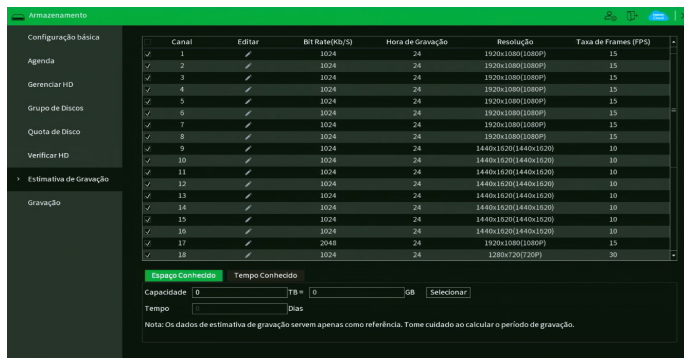 Armazenamento
Configuração básica
Agenda
Gerenciar HD
Grupo de Discos
Quota de Disco
Verificar HD
Estimativa de Gravação
Gravação
Canal Editar Bit Rate(Kb/S) Hora de Gravação Resolução Taxa de Frames (FPS)
1 1024 24 1920x1080(1080P) 15
2 1024 24 1920x1080(1080P) 15
3 1024 24 1920x1080(1080P) 15
4 1024 24 1920x1080(1080P) 15
5 1024 24 1920x1080(1080P) 15
6 1024 24 1920x1080(1080P) 15
7 1024 24 1920x1080(1080P) 15
8 1024 24 1920x1080(1080P) 15
9 1024 24 1440x1620(1440x1620) 10
10 1024 24 1440x1620(1440x1620) 10
11 1024 24 1440x1620(1440x1620) 10
12 1024 24 1440x1620(1440x1620) 10
13 1024 24 1440x1620(1440x1620) 10
14 1024 24 1440x1620(1440x1620) 10
15 1024 24 1440x1620(1440x1620) 10
16 1024 24 1440x1620(1440x1620) 10
17 2048 24 1920x1080(1080P) 15
18 1024 24 1280x720(720P) 30
Espaço Conhecido Tempo Conhecido
Capacidade 0 TB = 0 GB Selecionar
Tempo 0 Dias
Nota: Os dados de estimativa de gravação servem apenas como referência. Tome cuidado ao calcular o período de gravação.